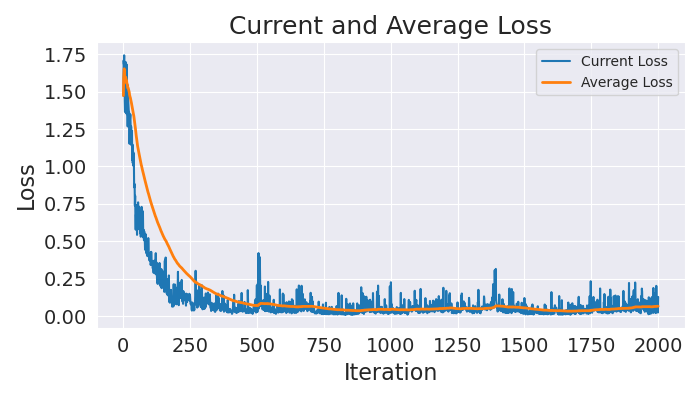 Current and Average Loss
Loss
1.75
1.50
1.25
1.00
0.75
0.50
0.25
0.00
Current Loss
Average Loss
0 250 500 750 1000 1250 1500 1750 2000
Iteration